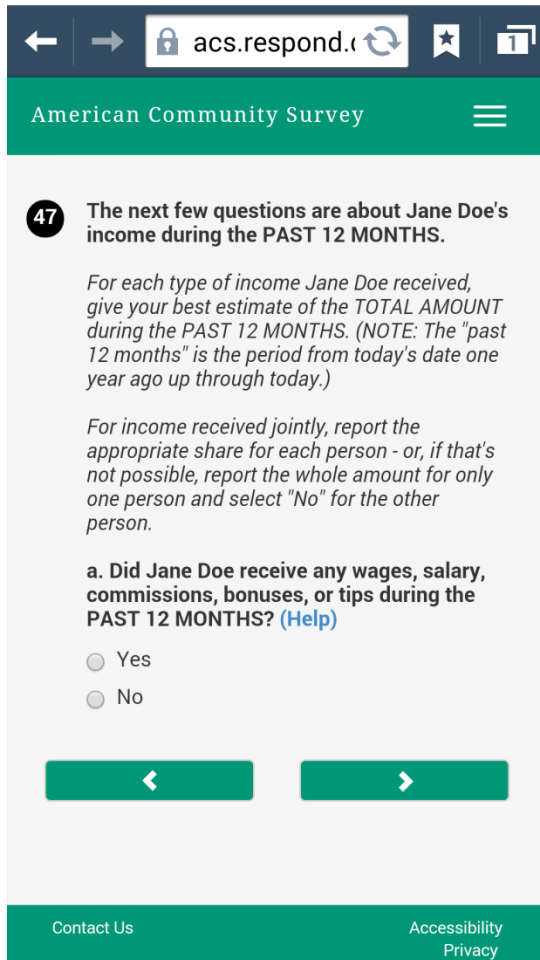 acs.respond.
1
American Community Survey
47
The next few questions are about Jane Doe's
income during the PAST 12 MONTHS.
For each type of income Jane Doe received,
give your best estimate of the TOTAL AMOUNT
during the PAST 12 MONTHS. (NOTE: The "past
12 months" is the period from today's date one
year ago up through today.)
For income received jointly, report the
appropriate share for each person - or, if that's
not possible, report the whole amount for only
one person and select "No" for the other
person.
a. Did Jane Doe receive any wages, salary,
commissions, bonuses, or tips during the
PAST 12 MONTHS? (Help)
Yes
No
Contact Us
Accessibility
Privacy